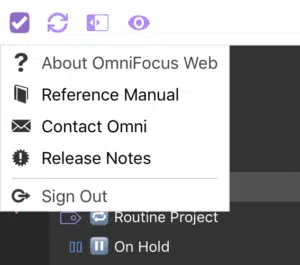 About OmniFocus Web
Reference Manual
Contact Omni
Release Notes
Sign Out
Routine Project
On Hold